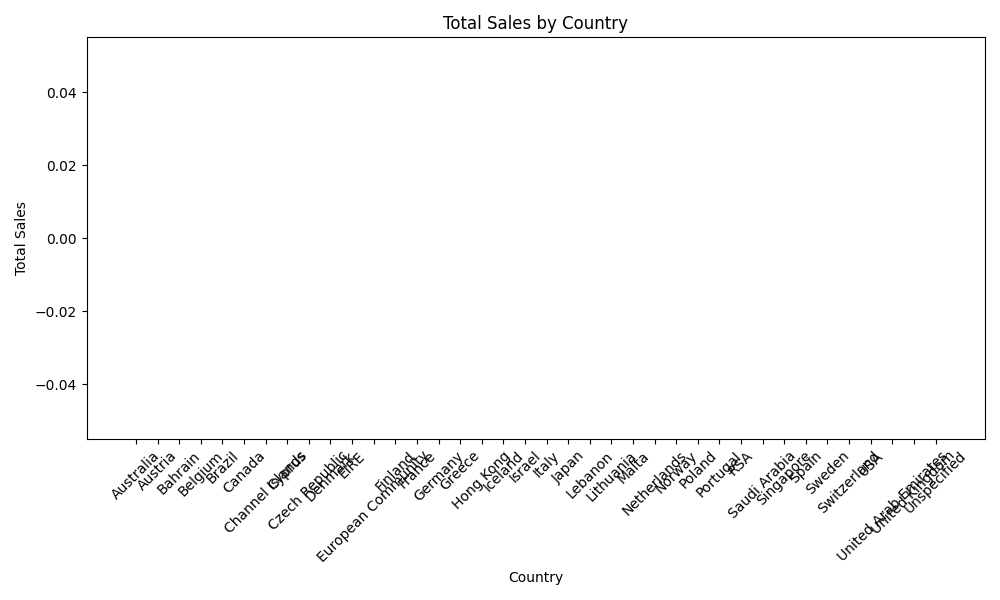 Total Sales by Country
Total Sales
0.04
0.02
0.00
−0.02
−0.04
Australia
Austria
Bahrain
Belgium
Brazil
Canada
Channel Islands
Cyprus
Czech Republic
Denmark
EIRE
European Community
Finland
France
Germany
Greece
Hong Kong
Iceland
Israel
Italy
Japan
Lebanon
Lithuania
Malta
Netherlands
Norway
Poland
Portugal
RSA
Saudi Arabia
Singapore
Spain
Sweden
Switzerland
USA
United Arab Emirates
United Kingdom
Unspecified
Country